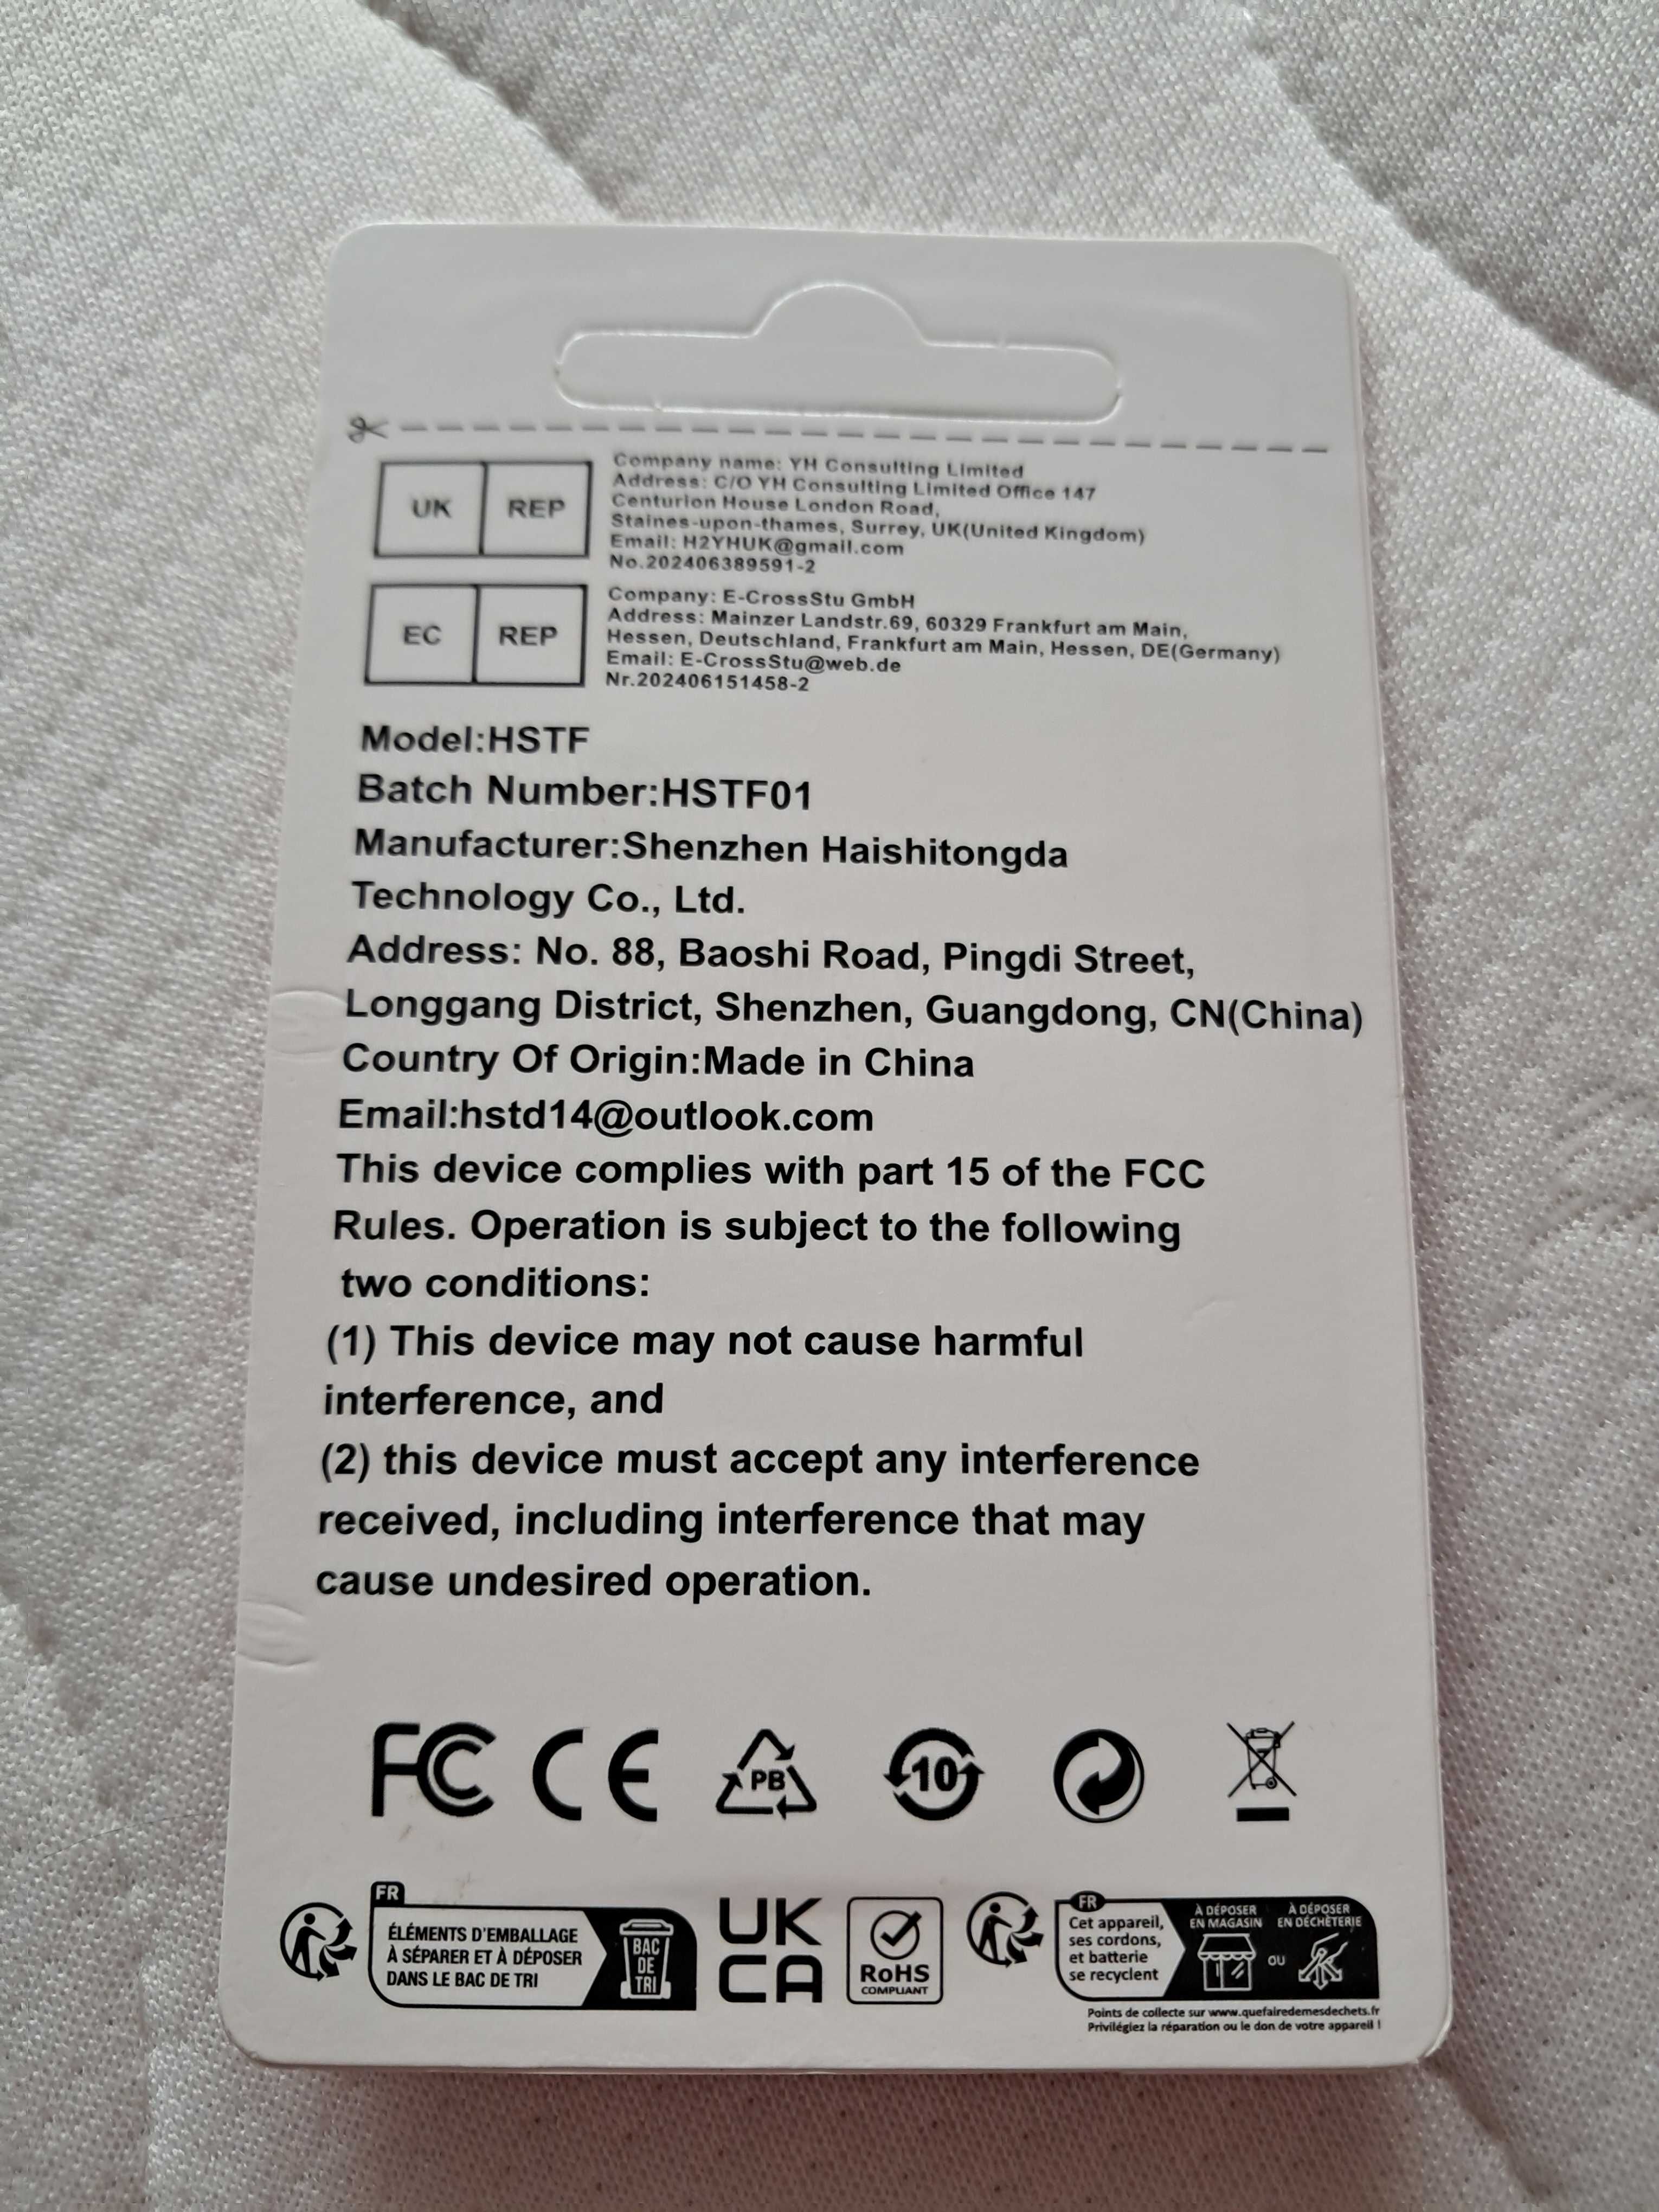 UK REP
Company name: YH Consulting Limited
Address: C/O YH Consulting Limited Office 147
Centurion House London Road,
Staines-upon-thames, Surrey, UK(United Kingdom)
Email: H2YHUK@gmail.com
No.202406389591-2
EC REP
Company: E-CrossStu GmbH
Address: Mainzer Landstr.69, 60329 Frankfurt am Main,
Hessen, Deutschland, Frankfurt am Main, Hessen, DE(Germany)
Email: E-CrossStu@web.de
Nr.202406151458-2
Model:HSTF
Batch Number:HSTF01
Manufacturer:Shenzhen Haishitongda
Technology Co., Ltd.
Address: No. 88, Baoshi Road, Pingdi Street,
Longgang District, Shenzhen, Guangdong, CN(China)
Country Of Origin:Made in China
Email:hstd14@outlook.com
This device complies with part 15 of the FCC
Rules. Operation is subject to the following
two conditions:
(1) This device may not cause harmful
interference, and
(2) this device must accept any interference
received, including interference that may
cause undesired operation.
FC CE PB 10
FR
ÉLÉMENTS D'EMBALLAGE
À SÉPARER ET À DÉPOSER
DANS LE BAC DE TRI
BAC
DE
TRI
UK
CA
RoHS
COMPLIANT
FR
Cet appareil,
ses cordons,
et batterie
se recyclent
À DÉPOSER
EN MAGASIN
OU
À DÉPOSER
EN DÉCHÈTERIE
Points de collecte sur www.quefairedemesdechets.fr
Privilégiez la réparation ou le don de votre appareil !